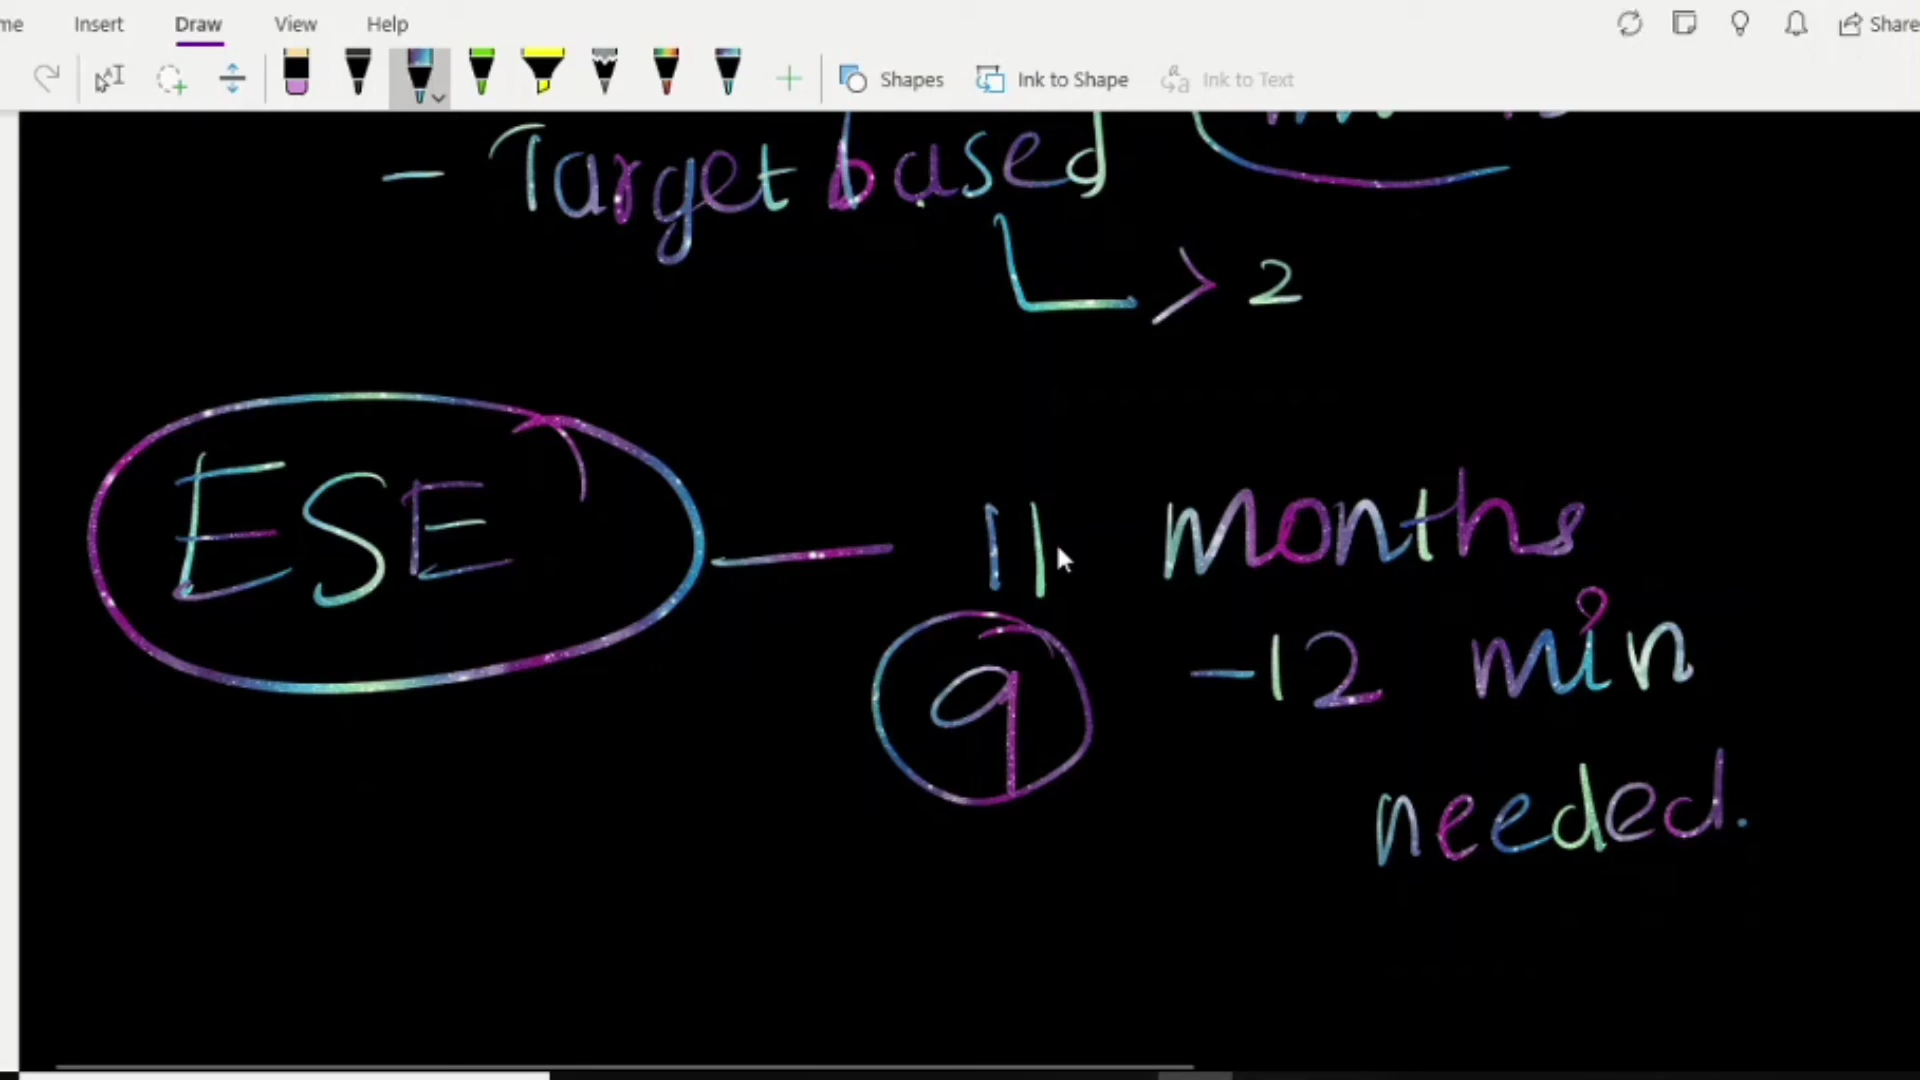 me Insert Draw View Help Share
Shapes Ink to Shape Ink to Text
- Target based
> 2
ESE — 11 months
9 - 12 min
needed.